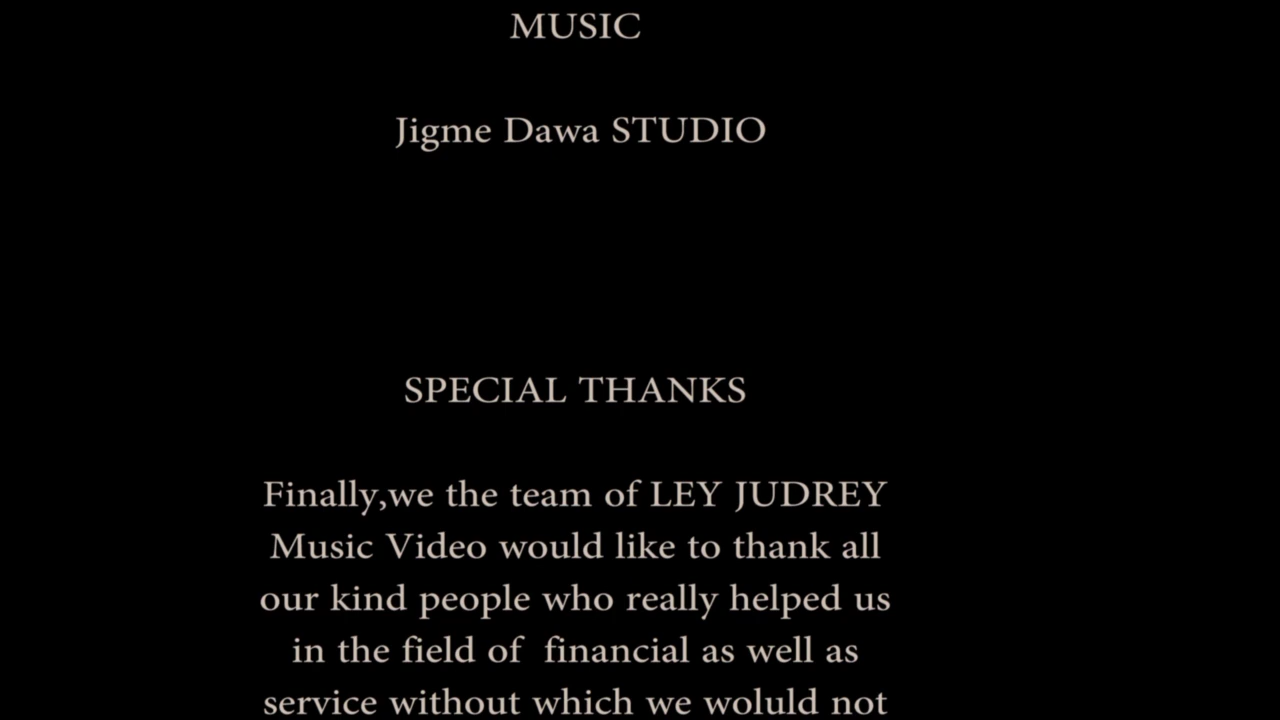 MUSIC
Jigme Dawa STUDIO
SPECIAL THANKS
Finally,we the team of LEY JUDREY
Music Video would like to thank all
our kind people who really helped us
in the field of  financial as well as
service without which we woluld not